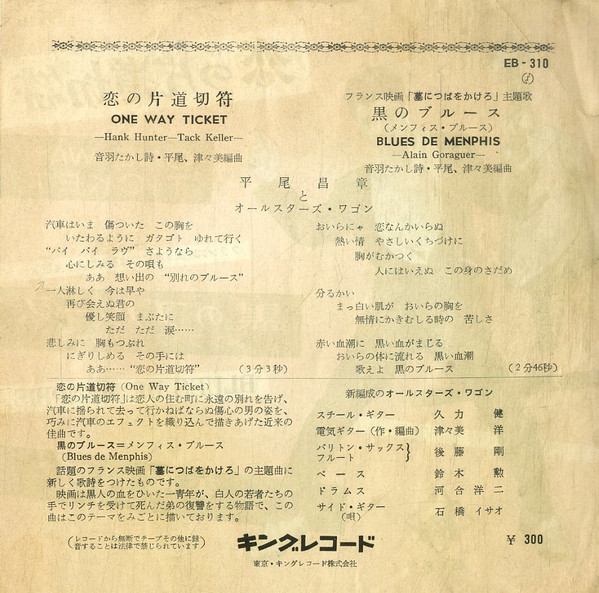 EB-310
恋の片道切符
ONE WAY TICKET
—Hank Hunter—Tack Keller—
音羽たかし詩・平尾、津々美編曲
フランス映画「墓につばをかけろ」主題歌
黒のブルース
(メンフィス・ブルース)
BLUES DE MENPHIS
—Alain Goraguer—
音羽たかし詩・平尾、津々美編曲
平尾昌章
と
オールスターズ・ワゴン
汽車はいま 傷ついた この胸を
いたわるように ガタゴト ゆれて行く
“バイ バイ ラヴ” さようなら
心にしみる その唄も
ああ 想い出の “別れのブルース”
一人淋しく 今は早や
再び会えぬ君の
優し笑顔 まぶたに
ただ ただ 涙……
悲しみに 胸もつぶれ
にぎりしめる その手には
ああ……“恋の片道切符” (3分3秒)
おいらにゃ 恋なんかいらぬ
熱い情 やさしいくちづけに
胸がむかつく
人にはいえぬ この身のさだめ
分るかい
まっ白い肌が おいらの胸を
無情にかきむしる時の 苦しさ
赤い血潮に 黒い血がまじる
おいらの体に流れる 黒い血潮
歌えよ 黒のブルース (2分46秒)
恋の片道切符 (One Way Ticket)
「恋の片道切符」は恋人の住む町に永遠の別れを告げ、
汽車に揺られて去って行かねばならぬ傷心の男の姿を、
巧みに汽車のエフェクトを織り込んで描きあげた近来の
佳曲です。
黒のブルース=メンフィス・ブルース
(Blues de Menphis)
話題のフランス映画「墓につばをかけろ」の主題曲に
新しく歌詩をつけたものです。
映画は黒人の血をひいた一青年が、白人の若者たちの
手でリンチを受けて死んだ弟の復讐をする物語で、この
曲はこのテーマをみごとに描いております。
新編成のオールスターズ・ワゴン
スチール・ギター 久力 健
電気ギター(作・編曲) 津々美 洋
バリトン・サックス
フルート } 後藤 剛
ベース 鈴木 勲
ドラムス 河合洋二
サイド・ギター
(唄) 石橋イサオ
(レコードから無断でテープその他に録
音することは法律で禁じられています)
キングレコード
東京・キングレコード株式会社
¥ 300